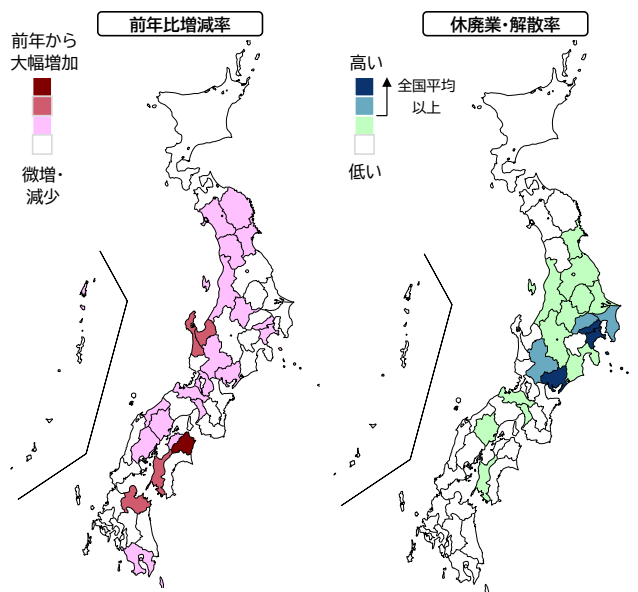 前年比増減率
前年から
大幅増加
微増・
減少
休廃業・解散率
高い
全国平均
以上
低い